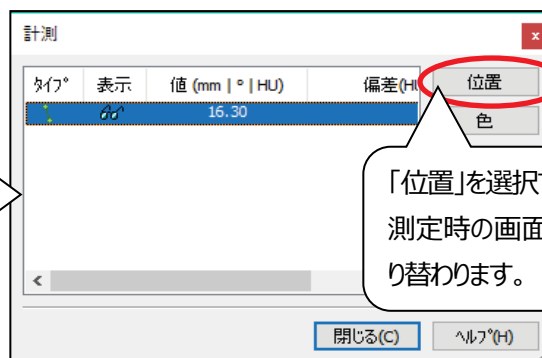 計測
ﾀｲﾌﾟ 表示 値 (mm | ° | HU) 偏差(HU
16.30
位置
色
「位置」を選択
測定時の画面
り替わります。
閉じる(C) ﾍﾙﾌﾟ(H)